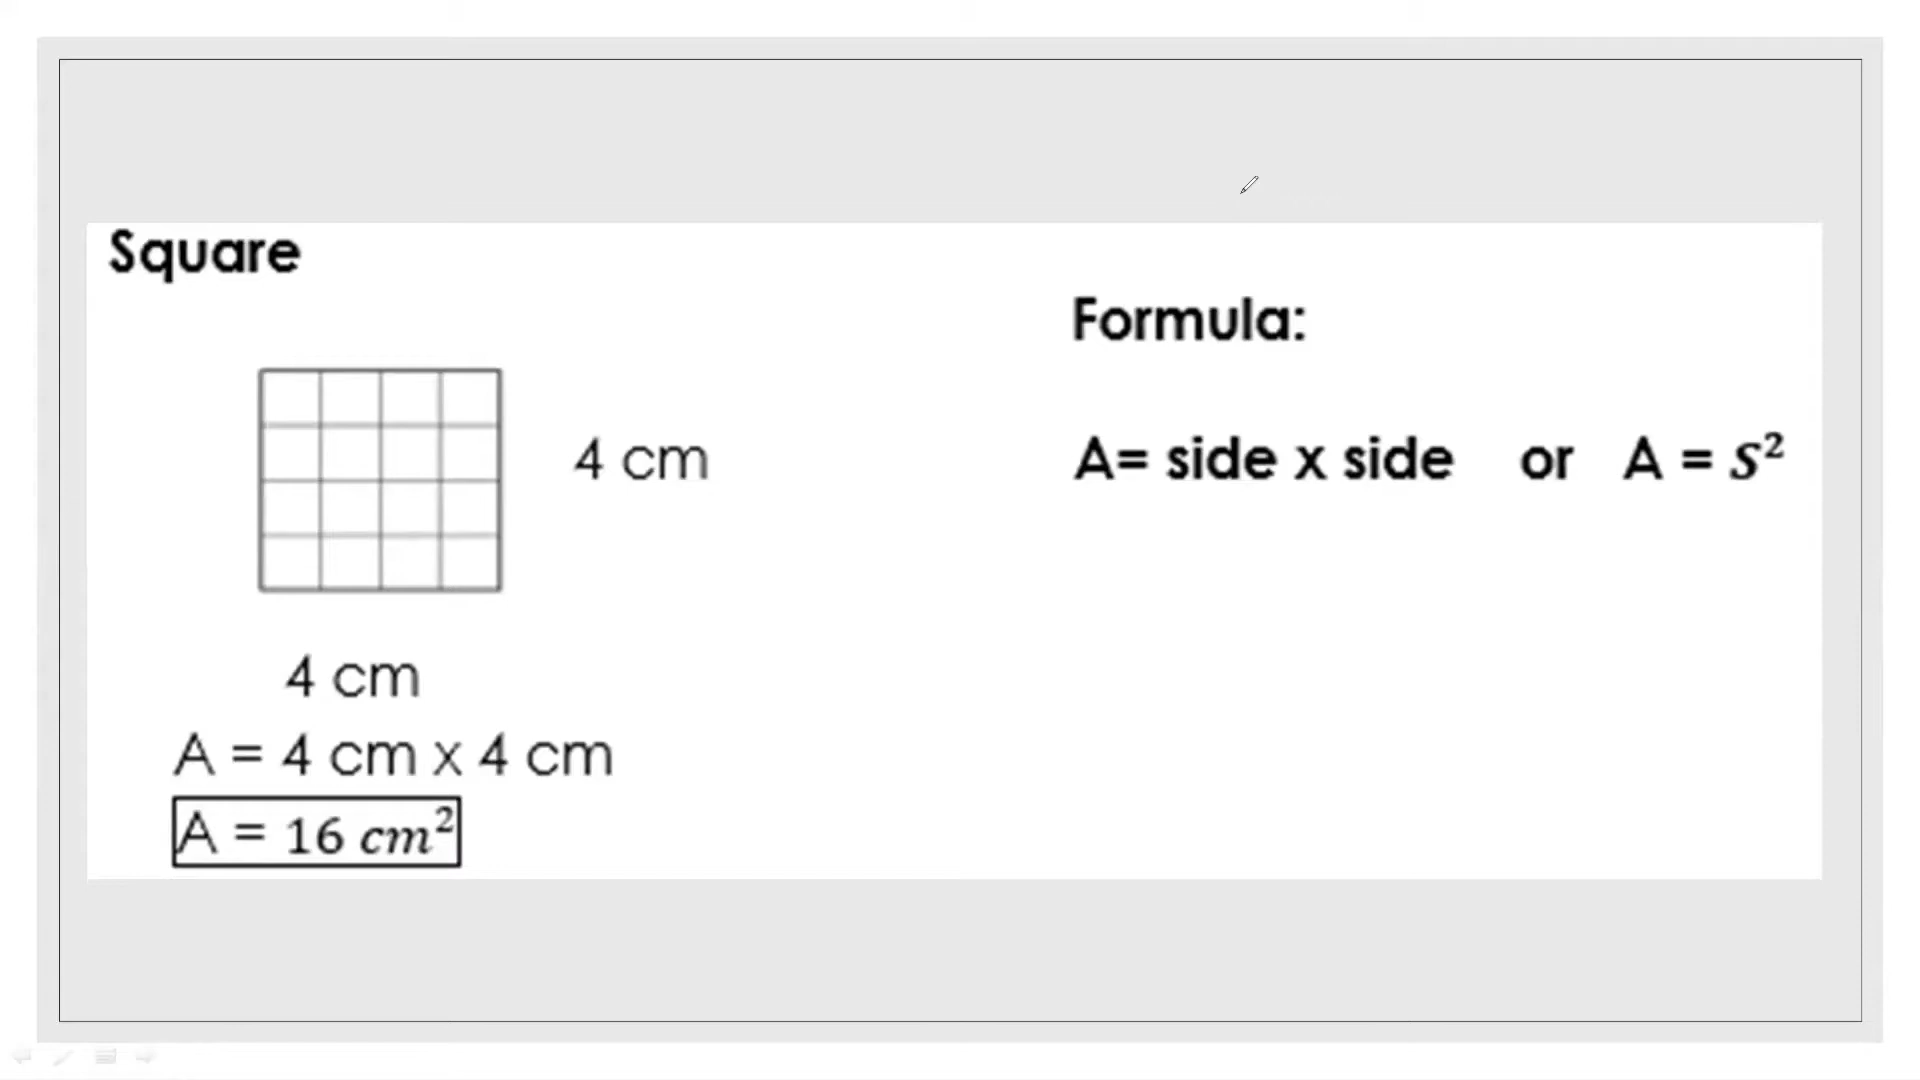 Square
Formula:
4 cm
A= side x side or A = S²
4 cm
A = 4 cm x 4 cm
A = 16 cm²